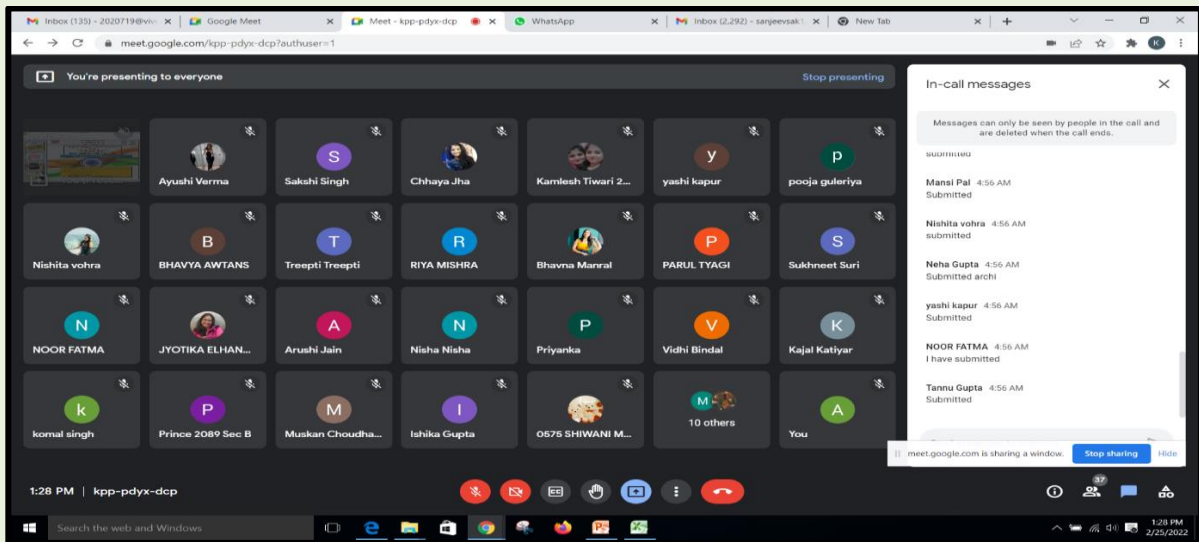 Inbox (135) - 2020719@viv
Google Meet
Meet - kpp-pdyx-dcp
WhatsApp
Inbox (2,292) - sanjeevsak1
New Tab
meet.google.com/kpp-pdyx-dcp?authuser=1
K
You're presenting to everyone
Stop presenting
In-call messages
Messages can only be seen by people in the call and
are deleted when the call ends.
S
y
p
Ayushi Verma
Sakshi Singh
Chhaya Jha
Kamlesh Tiwari 2...
yashi kapur
pooja guleriya
B
T
R
P
S
Nishita vohra
BHAVYA AWTANS
Treepti Treepti
RIYA MISHRA
Bhavna Manral
PARUL TYAGI
Sukhneet Suri
N
A
N
P
V
K
NOOR FATMA
JYOTIKA ELHAN...
Arushi Jain
Nisha Nisha
Priyanka
Vidhi Bindal
Kajal Katiyar
k
P
M
I
M
A
komal singh
Prince 2089 Sec B
Muskan Choudha...
Ishika Gupta
0575 SHIWANI M...
10 others
You
submitted
Mansi Pal 4:56 AM
Submitted
Nishita vohra 4:56 AM
submitted
Neha Gupta 4:56 AM
Submitted archi
yashi kapur 4:56 AM
Submitted
NOOR FATMA 4:56 AM
I have submitted
Tannu Gupta 4:56 AM
Submitted
meet.google.com is sharing a window.
Stop sharing
Hide
1:28 PM | kpp-pdyx-dcp
CC
37
Search the web and Windows
1:28 PM
2/25/2022